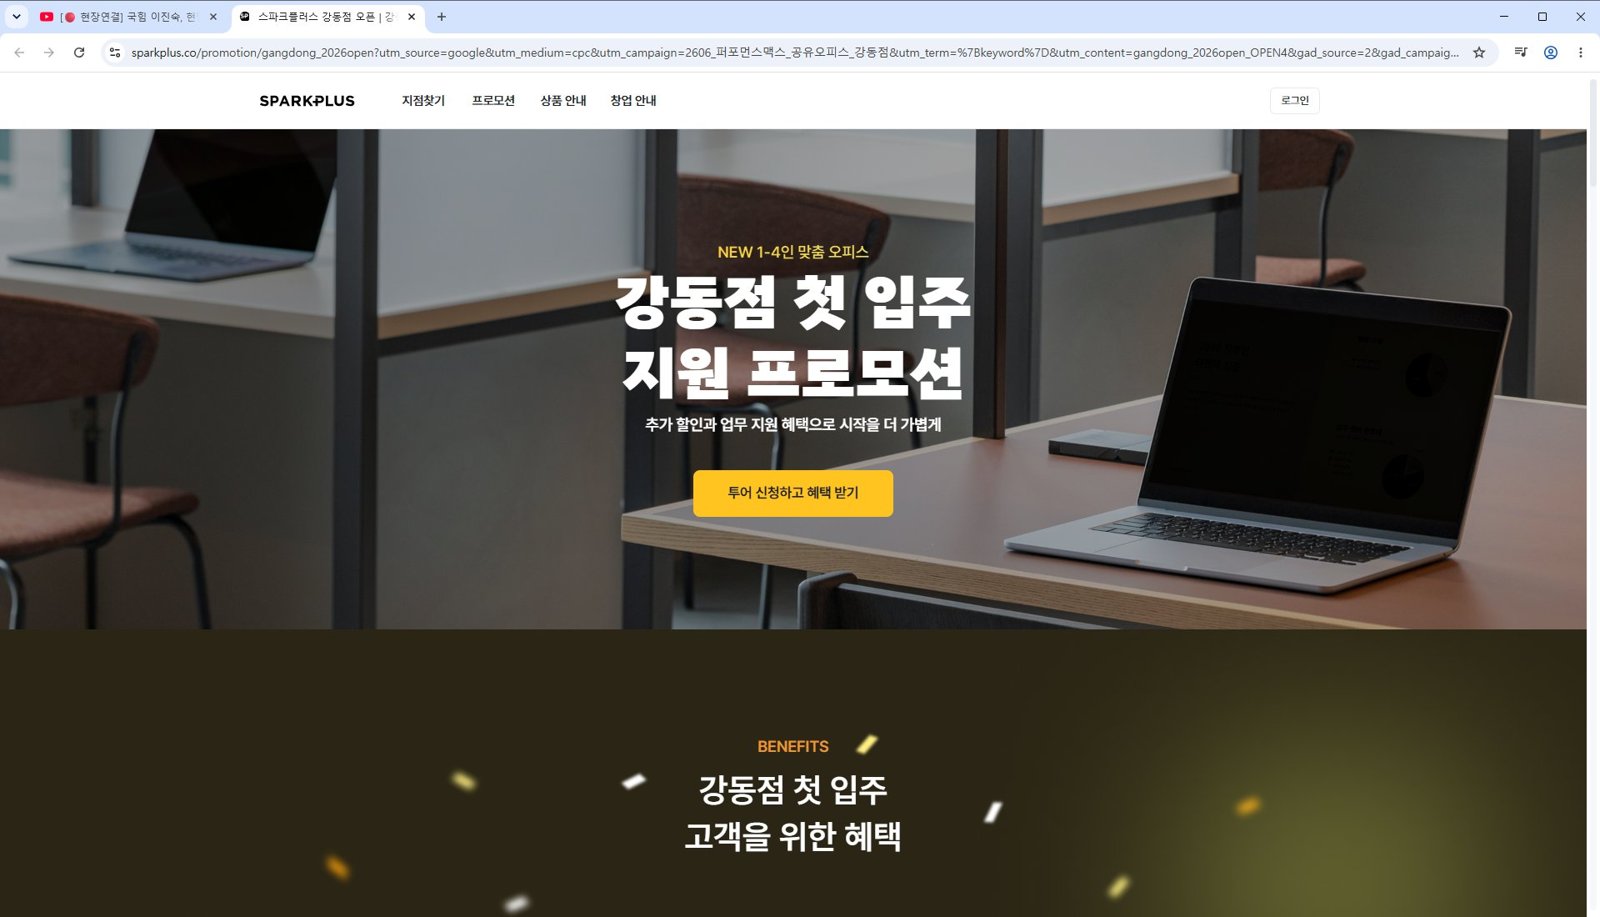 [🔴 현장연결] 국힘 이진숙, 현
스파크플러스 강동점 오픈 | 강
sparkplus.co/promotion/gangdong_2026open?utm_source=google&utm_medium=cpc&utm_campaign=2606_퍼포먼스맥스_공유오피스_강동점&utm_term=%7Bkeyword%7D&utm_content=gangdong_2026open_OPEN4&gad_source=2&gad_campaig...
SPARKPLUS 지점찾기 프로모션 상품 안내 창업 안내 로그인
NEW 1-4인 맞춤 오피스
강동점 첫 입주
지원 프로모션
추가 할인과 업무 지원 혜택으로 시작을 더 가볍게
투어 신청하고 혜택 받기
BENEFITS
강동점 첫 입주
고객을 위한 혜택